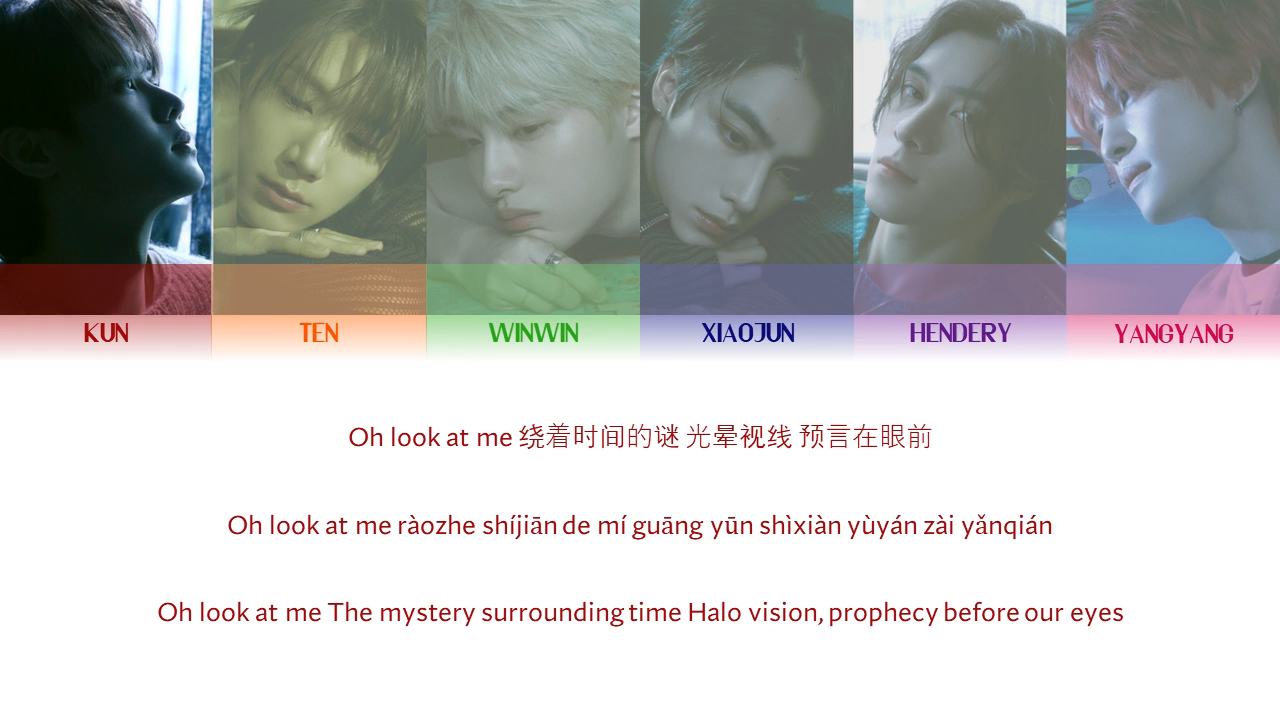 KUN TEN WINWIN XIAOJUN HENDERY YANGYANG
Oh look at me 绕着时间的谜 光晕视线 预言在眼前
Oh look at me ràozhe shíjiān de mí guāng yūn shìxiàn yùyán zài yǎnqián
Oh look at me The mystery surrounding time Halo vision, prophecy before our eyes